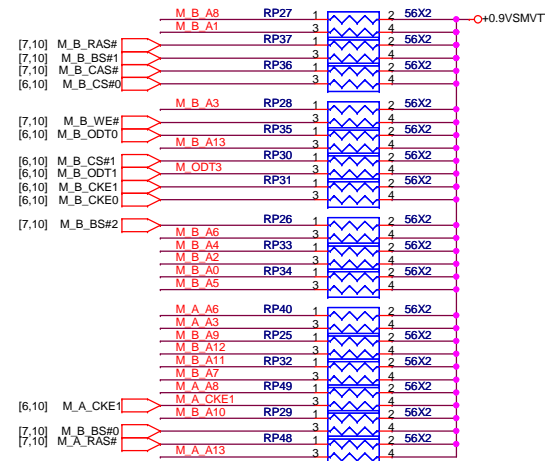 M_B_A8 RP27 1 2 56X2 +0.9VSMVT
M_B_A1 3 4
[7,10] M_B_RAS# RP37 1 2 56X2
[7,10] M_B_BS#1 3 4
[7,10] M_B_CAS# RP36 1 2 56X2
[6,10] M_B_CS#0 3 4
M_B_A3 RP28 1 2 56X2
[7,10] M_B_WE# 3 4
[6,10] M_B_ODT0 RP35 1 2 56X2
M_B_A13 3 4
[6,10] M_B_CS#1 RP30 1 2 56X2
[6,10] M_B_ODT1 M_ODT3 3 4
[6,10] M_B_CKE1 RP31 1 2 56X2
[6,10] M_B_CKE0 3 4
[7,10] M_B_BS#2 RP26 1 2 56X2
M_B_A6 3 4
M_B_A4 RP33 1 2 56X2
M_B_A2 3 4
M_B_A0 RP34 1 2 56X2
M_B_A5 3 4
M_A_A6 RP40 1 2 56X2
M_A_A3 3 4
M_B_A9 RP25 1 2 56X2
M_B_A12 3 4
M_B_A11 RP32 1 2 56X2
M_B_A7 3 4
M_A_A8 RP49 1 2 56X2
[6,10] M_A_CKE1 M_A_CKE1 3 4
M_B_A10 RP29 1 2 56X2
[7,10] M_B_BS#0 3 4
[7,10] M_A_RAS# RP48 1 2 56X2
M_A_A13 3 4